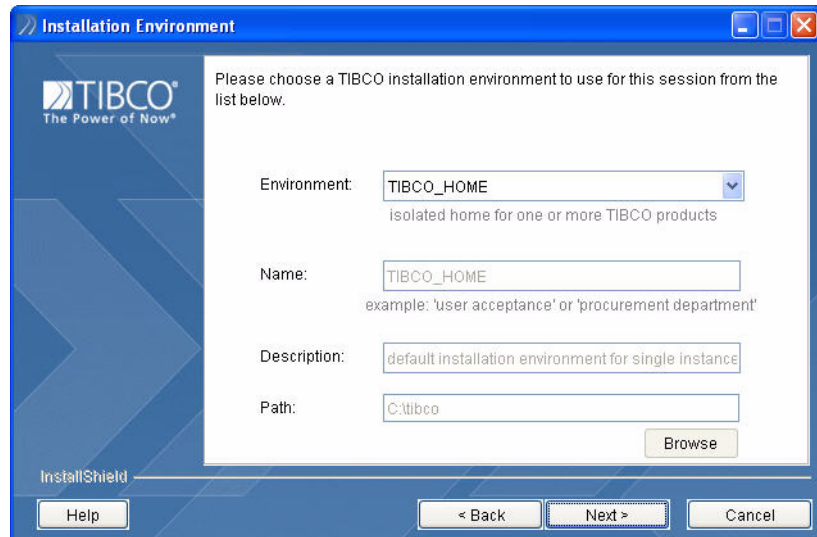 Installation Environment
TIBCO®
The Power of Now®
Please choose a TIBCO installation environment to use for this session from the
list below.
Environment: TIBCO_HOME
isolated home for one or more TIBCO products
Name: TIBCO_HOME
example: 'user acceptance' or 'procurement department'
Description: default installation environment for single instance
Path: C:\tibco
Browse
InstallShield
Help < Back Next > Cancel